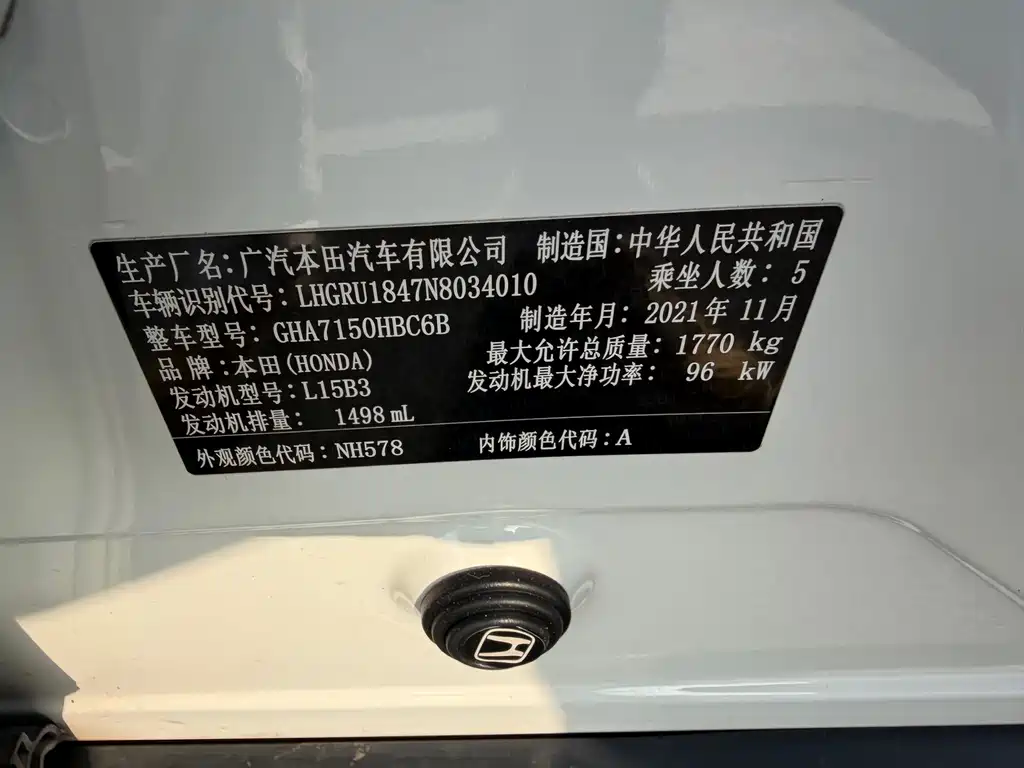 生产厂名：广汽本田汽车有限公司 制造国：中华人民共和国
车辆识别代号：LHGRU1847N8034010 乘坐人数：5
整车型号：GHA7150HBC6B 制造年月：2021年11月
品牌：本田(HONDA) 最大允许总质量：1770 kg
发动机型号：L15B3 发动机最大净功率：96 kW
发动机排量：1498 mL
外观颜色代码：NH578 内饰颜色代码：A